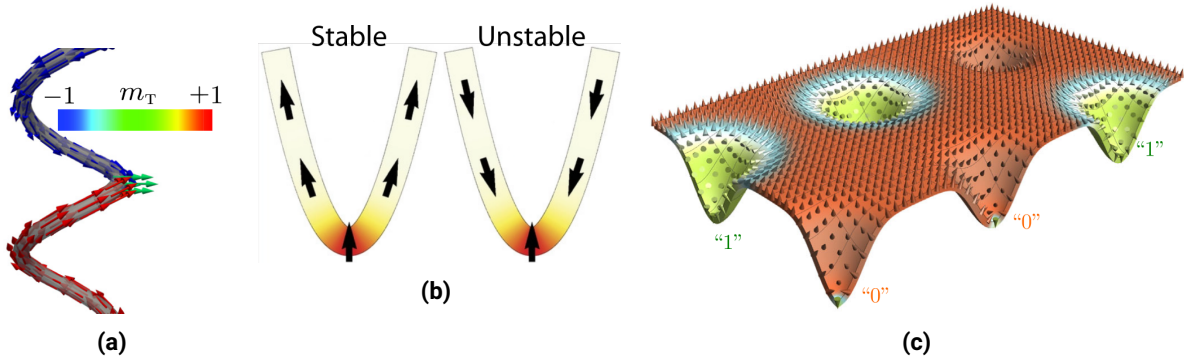 −1 m_T +1
(a)
Stable Unstable
(b)
“1”
“1”
“0”
“0”
(c)